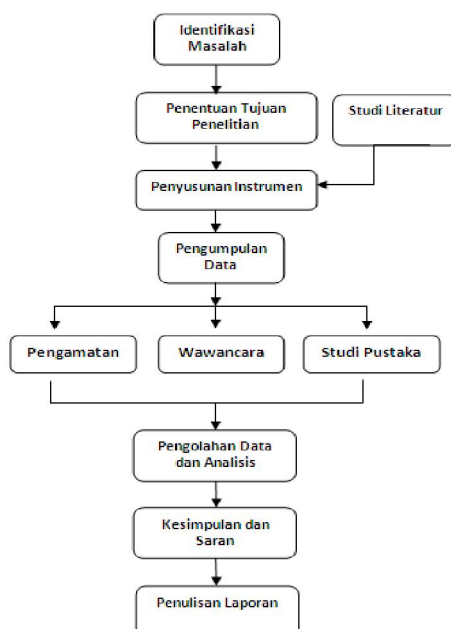 Identifikasi
Masalah
Penentuan Tujuan
Penelitian
Studi Literatur
Penyusunan Instrumen
Pengumpulan
Data
Pengamatan
Wawancara
Studi Pustaka
Pengolahan Data
dan Analisis
Kesimpulan dan
Saran
Penulisan Laporan